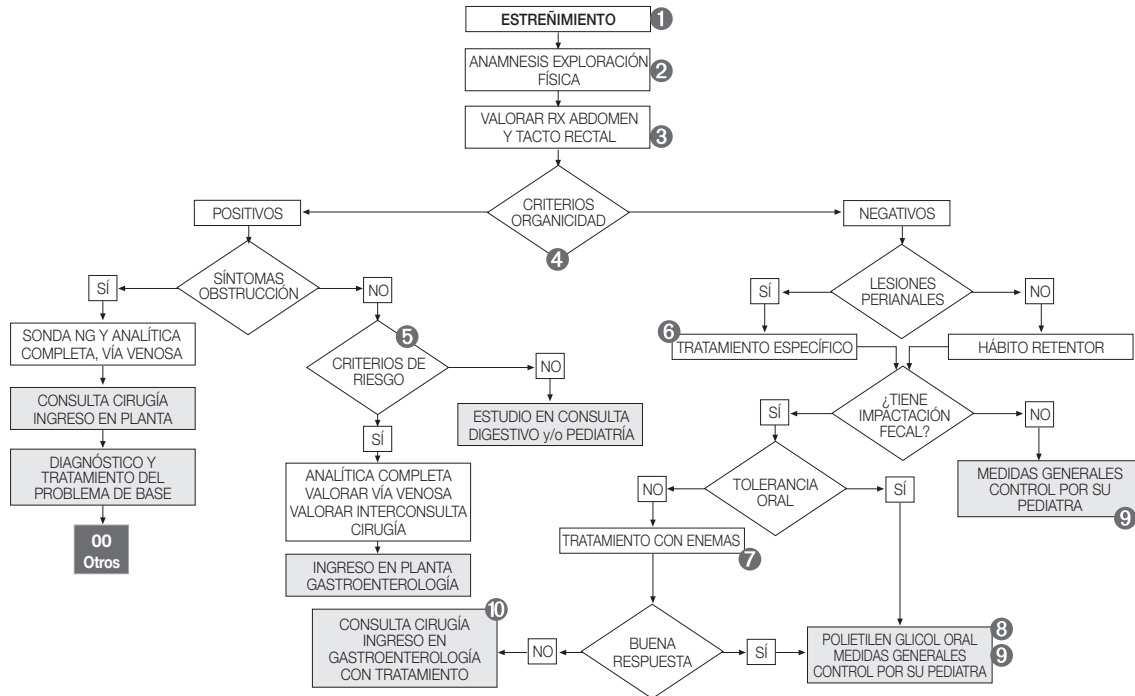 ESTREÑIMIENTO 1
ANAMNESIS EXPLORACIÓN
FÍSICA 2
VALORAR RX ABDOMEN
Y TACTO RECTAL 3
CRITERIOS
ORGANICIDAD
4
POSITIVOS
NEGATIVOS
SÍNTOMAS
OBSTRUCCIÓN
SÍ
NO
SONDA NG Y ANALÍTICA
COMPLETA, VÍA VENOSA
CONSULTA CIRUGÍA
INGRESO EN PLANTA
DIAGNÓSTICO Y
TRATAMIENTO DEL
PROBLEMA DE BASE
00
Otros
5
CRITERIOS DE
RIESGO
NO
ESTUDIO EN CONSULTA
DIGESTIVO y/o PEDIATRÍA
SÍ
ANALÍTICA COMPLETA
VALORAR VÍA VENOSA
VALORAR INTERCONSULTA
CIRUGÍA
INGRESO EN PLANTA
GASTROENTEROLOGÍA
LESIONES
PERIANALES
SÍ
NO
6
TRATAMIENTO ESPECÍFICO
HÁBITO RETENTOR
¿TIENE
IMPACTACIÓN
FECAL?
SÍ
NO
MEDIDAS GENERALES
CONTROL POR SU
PEDIATRA
9
TOLERANCIA
ORAL
NO
SÍ
TRATAMIENTO CON ENEMAS
7
BUENA
RESPUESTA
NO
SÍ
10
CONSULTA CIRUGÍA
INGRESO EN
GASTROENTEROLOGÍA
CON TRATAMIENTO
POLIETILEN GLICOL ORAL 8
MEDIDAS GENERALES 9
CONTROL POR SU PEDIATRA